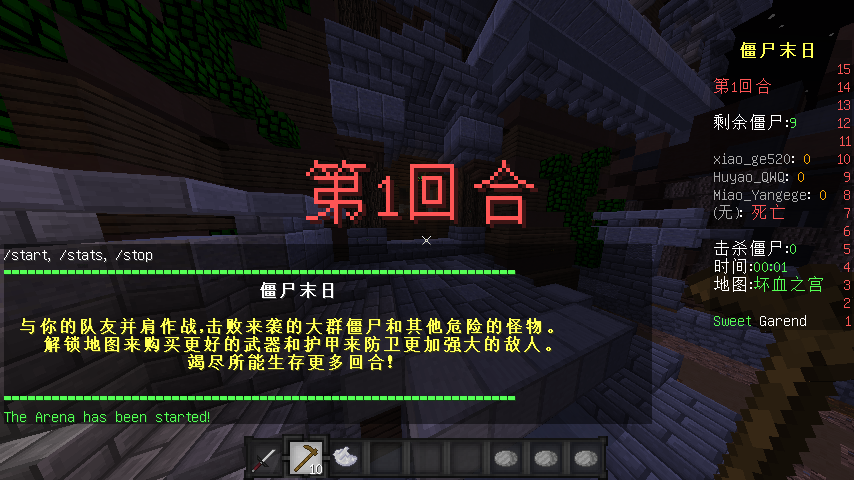 第1回合
/start, /stats, /stop
僵尸末日
与你的队友并肩作战,击败来袭的大群僵尸和其他危险的怪物。
解锁地图来购买更好的武器和护甲来防卫更加强大的敌人。
竭尽所能生存更多回合!
The Arena has been started!
10
僵尸末日
15
第1回合 14
13
剩余僵尸:9 12
11
xiao_ge520: 0 10
Huyao_QWQ: 0 9
Miao_Yangege: 0 8
(无): 死亡 7
6
击杀僵尸:0 5
时间:00:01 4
地图:坏血之宫 3
2
Sweet Garend 1